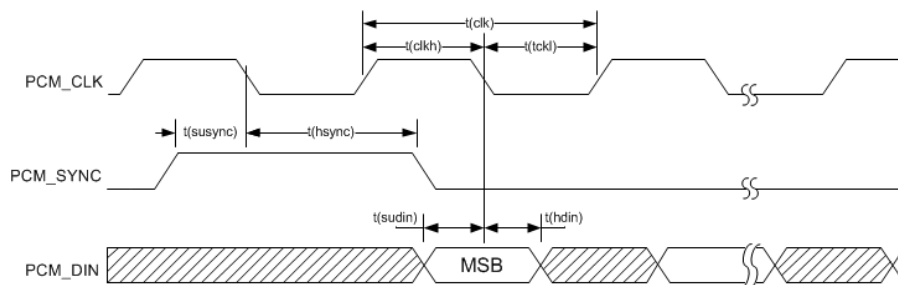 t(clk)
t(clkh)
t(tckl)
PCM_CLK
t(susync)
t(hsync)
PCM_SYNC
t(sudin)
t(hdin)
PCM_DIN
MSB